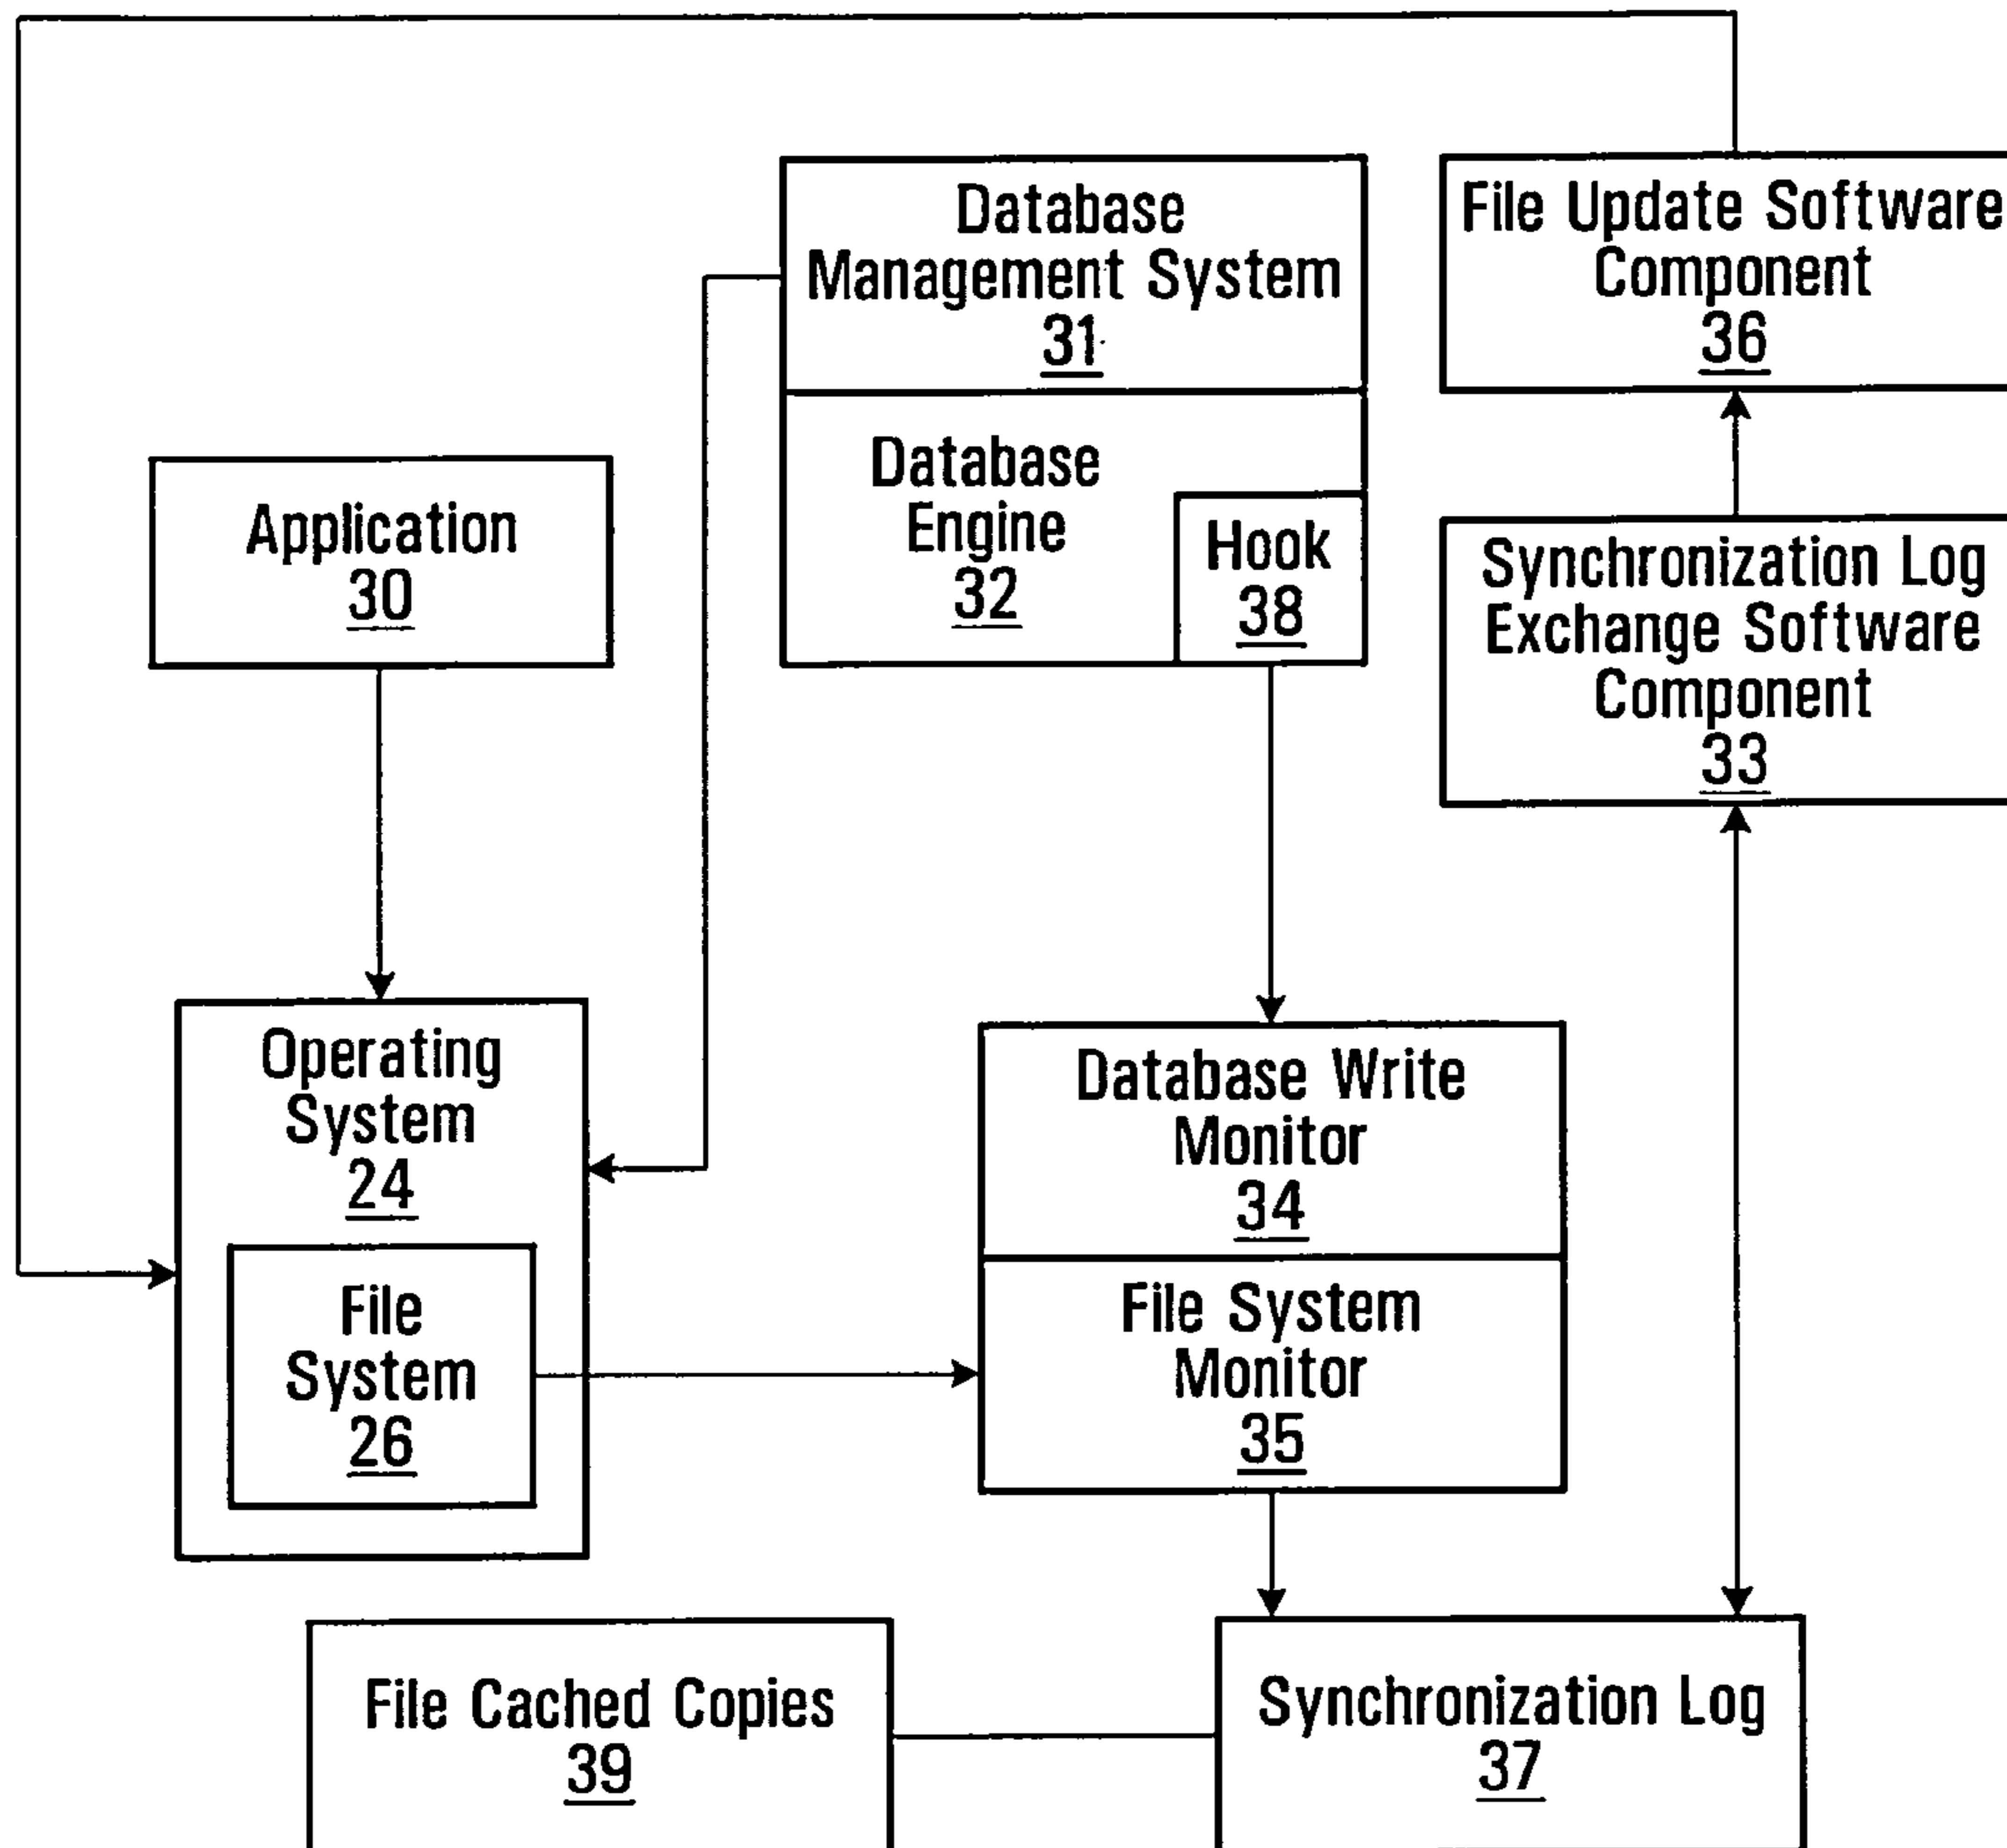 Database
Management System
31
File Update Software
Component
36
Database
Engine
32
Hook
38
Application
30
Synchronization Log
Exchange Software
Component
33
Operating
System
24
File
System
26
Database Write
Monitor
34
File System
Monitor
35
File Cached Copies
39
Synchronization Log
37